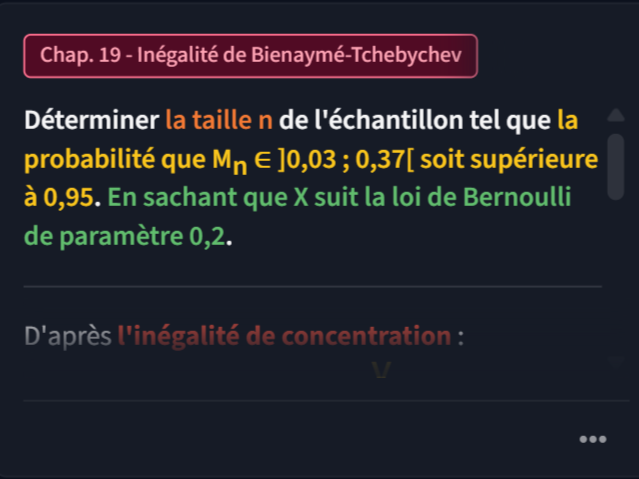 Chap. 19 - Inégalité de Bienaymé-Tchebychev
Déterminer la taille n de l'échantillon tel que la
probabilité que Mn ∈ ]0,03 ; 0,37[ soit supérieure
à 0,95. En sachant que X suit la loi de Bernoulli
de paramètre 0,2.
D'après l'inégalité de concentration :